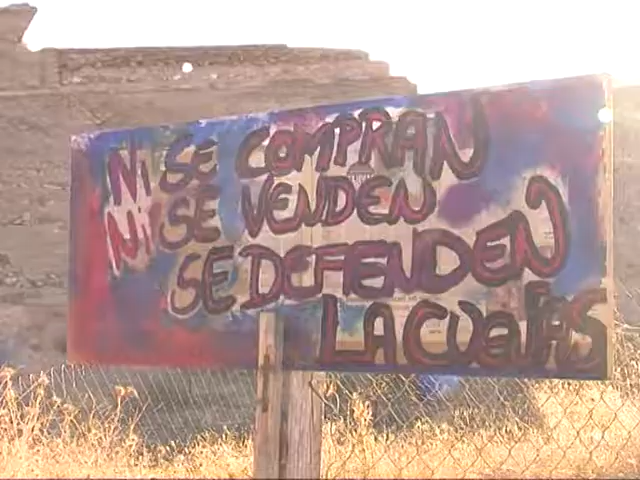 Ni SE COMPRAN
Ni SE VENDEN
SE DEFIENDEN
LA CUEVAS